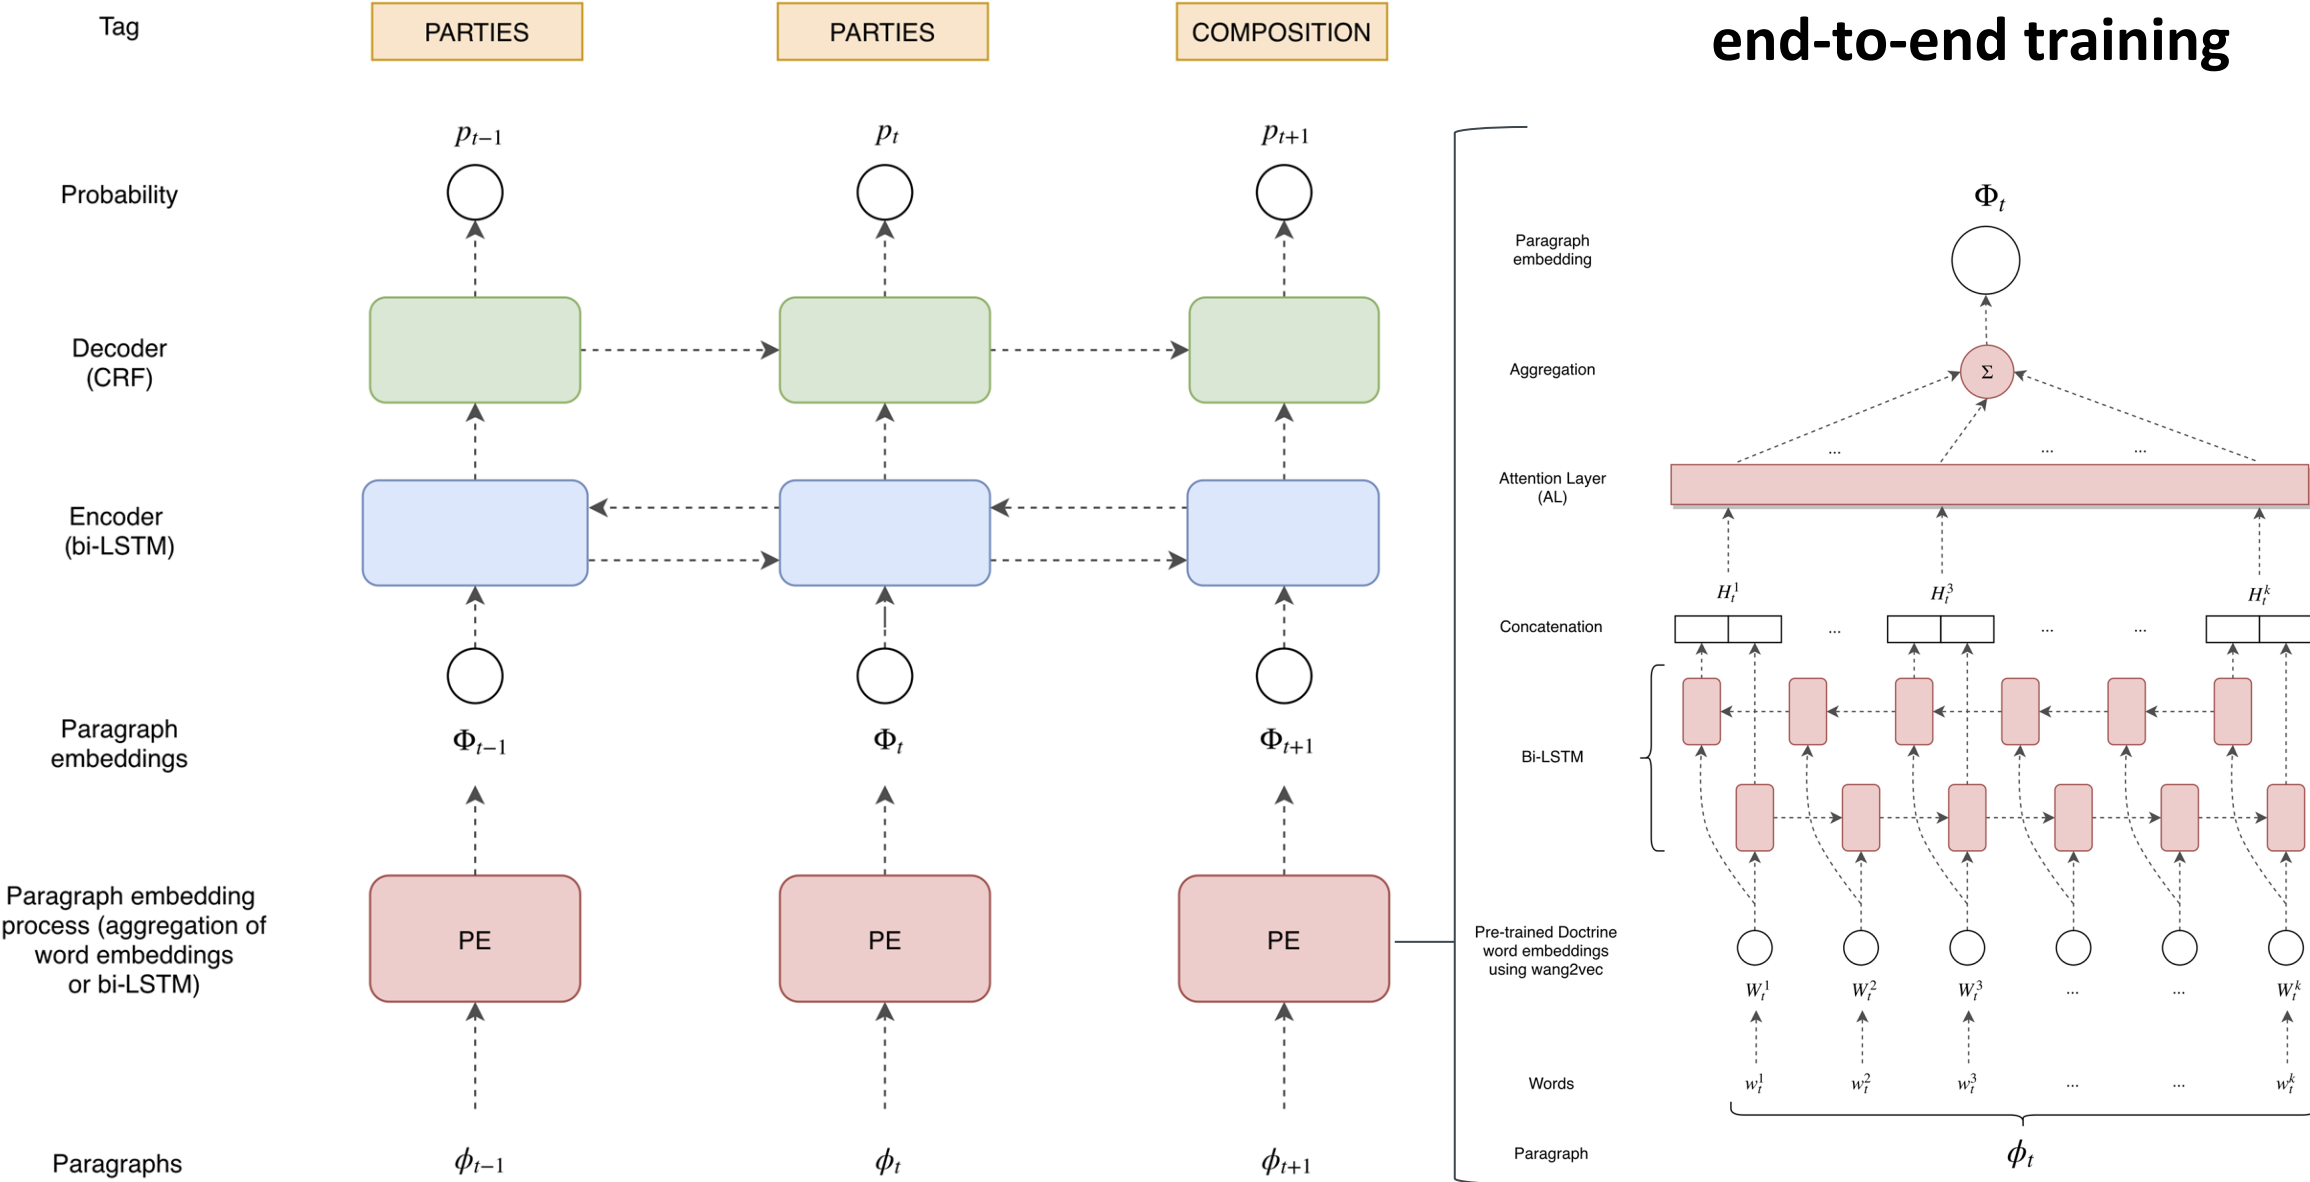 Tag
PARTIES
PARTIES
COMPOSITION
end-to-end training
p_{t-1}
p_t
p_{t+1}
Probability
Decoder
(CRF)
Encoder
(bi-LSTM)
Paragraph
embeddings
Φ_{t-1}
Φ_t
Φ_{t+1}
Paragraph embedding
process (aggregation of
word embeddings
or bi-LSTM)
PE
PE
PE
Paragraphs
ϕ_{t-1}
ϕ_t
ϕ_{t+1}
Φ_t
Paragraph
embedding
Aggregation
Σ
... ... ...
Attention Layer
(AL)
H_t^1
H_t^3
H_t^k
Concatenation
... ... ...
Bi-LSTM
Pre-trained Doctrine
word embeddings
using wang2vec
W_t^1
W_t^2
W_t^3
...
...
W_t^k
Words
w_t^1
w_t^2
w_t^3
...
...
w_t^k
Paragraph
ϕ_t